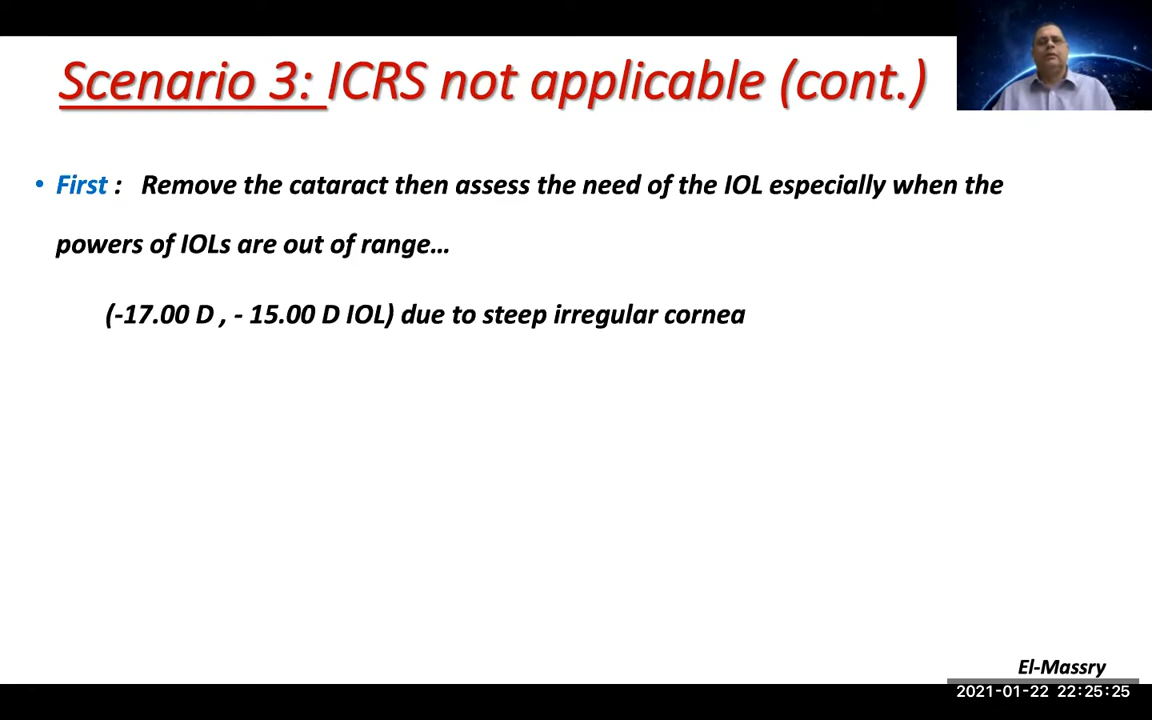 Scenario 3: ICRS not applicable (cont.)
• First : Remove the cataract then assess the need of the IOL especially when the
powers of IOLs are out of range…
(-17.00 D , - 15.00 D IOL) due to steep irregular cornea
El-Massry
2021-01-22 22:25:25